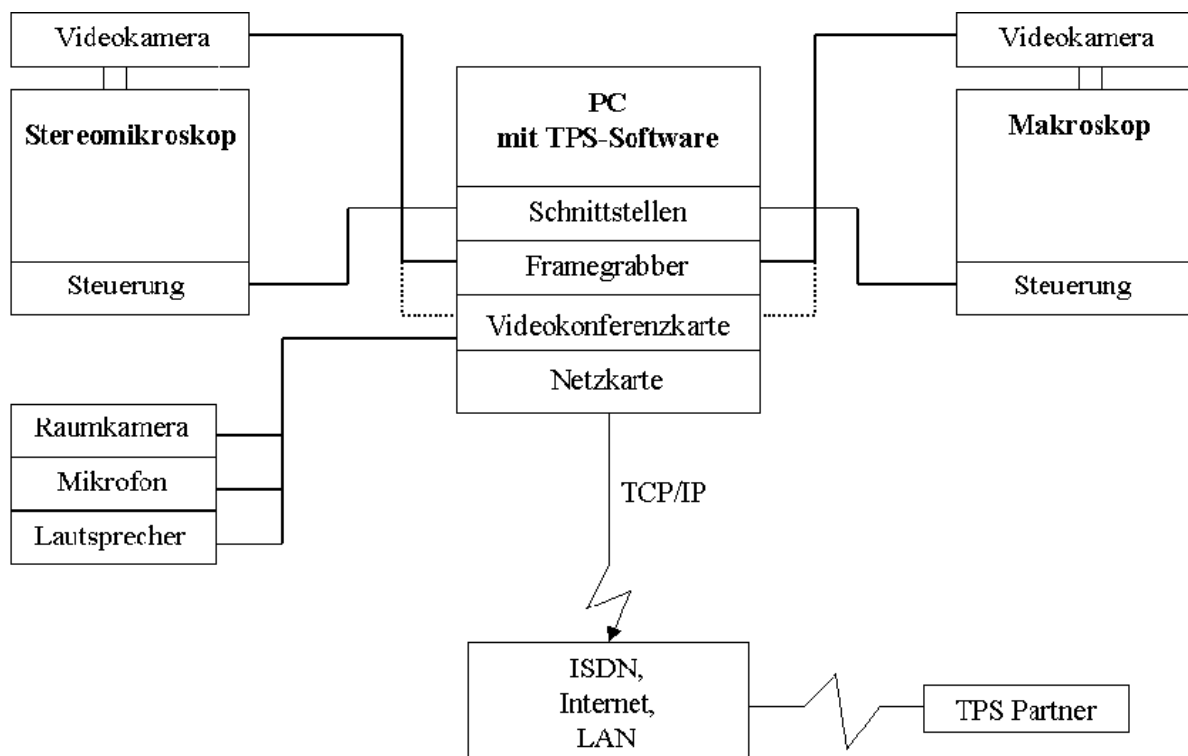 Videokamera
Stereomikroskop
Steuerung
PC
mit TPS-Software
Schnittstellen
Framegrabber
Videokonferenzkarte
Netzkarte
Videokamera
Makroskop
Steuerung
Raumkamera
Mikrofon
Lautsprecher
TCP/IP
ISDN,
Internet,
LAN
TPS Partner